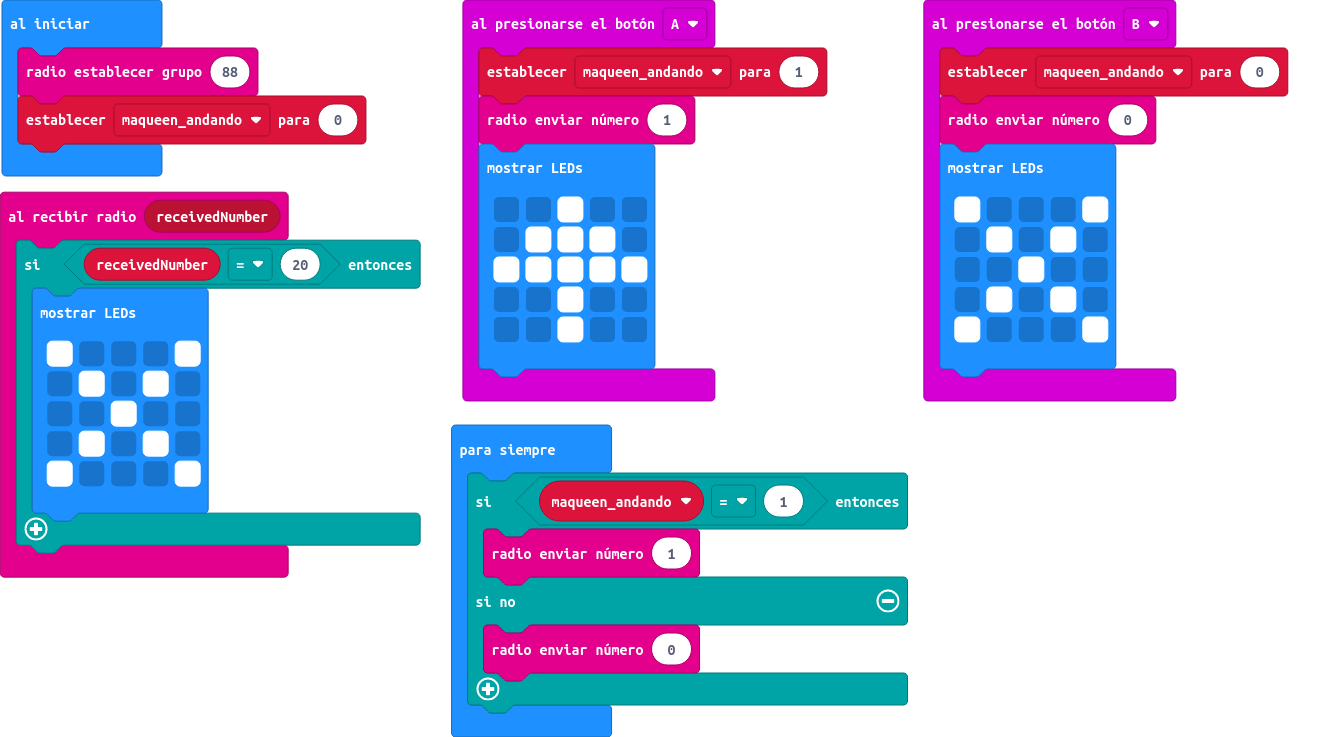 al iniciar
radio establecer grupo 88
establecer maqueen_andando para 0
al recibir radio receivedNumber
si receivedNumber = 20 entonces
mostrar LEDs
al presionarse el botón A
establecer maqueen_andando para 1
radio enviar número 1
mostrar LEDs
al presionarse el botón B
establecer maqueen_andando para 0
radio enviar número 0
mostrar LEDs
para siempre
si maqueen_andando = 1 entonces
radio enviar número 1
si no
radio enviar número 0